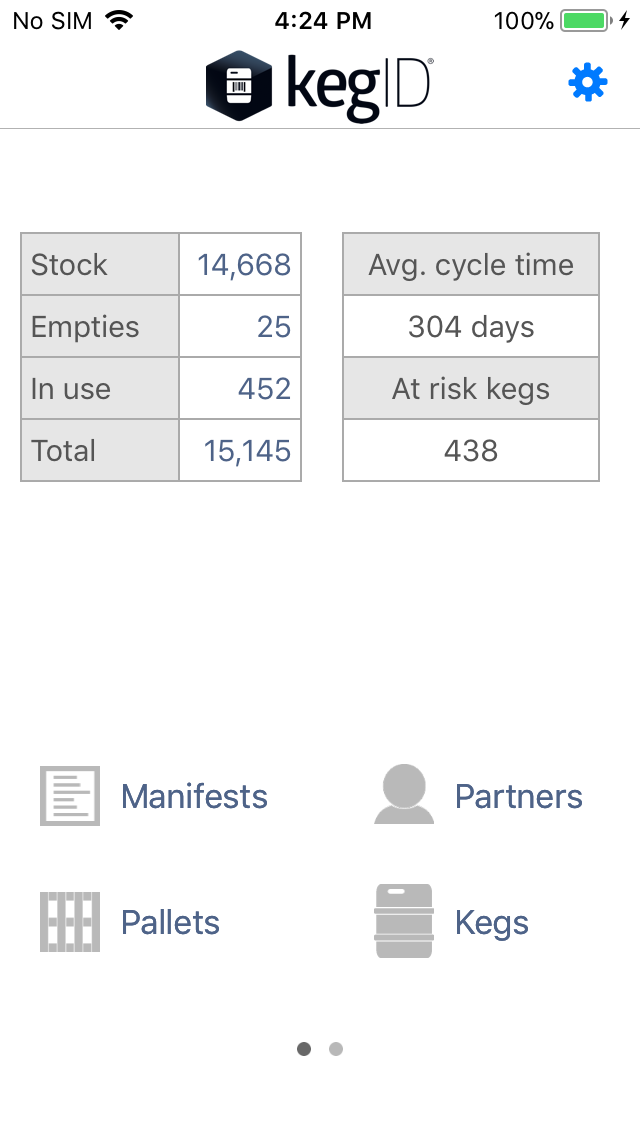 No SIM 4:24 PM 100%
kegID®
Stock 14,668
Empties 25
In use 452
Total 15,145
Avg. cycle time
304 days
At risk kegs
438
Manifests
Partners
Pallets
Kegs